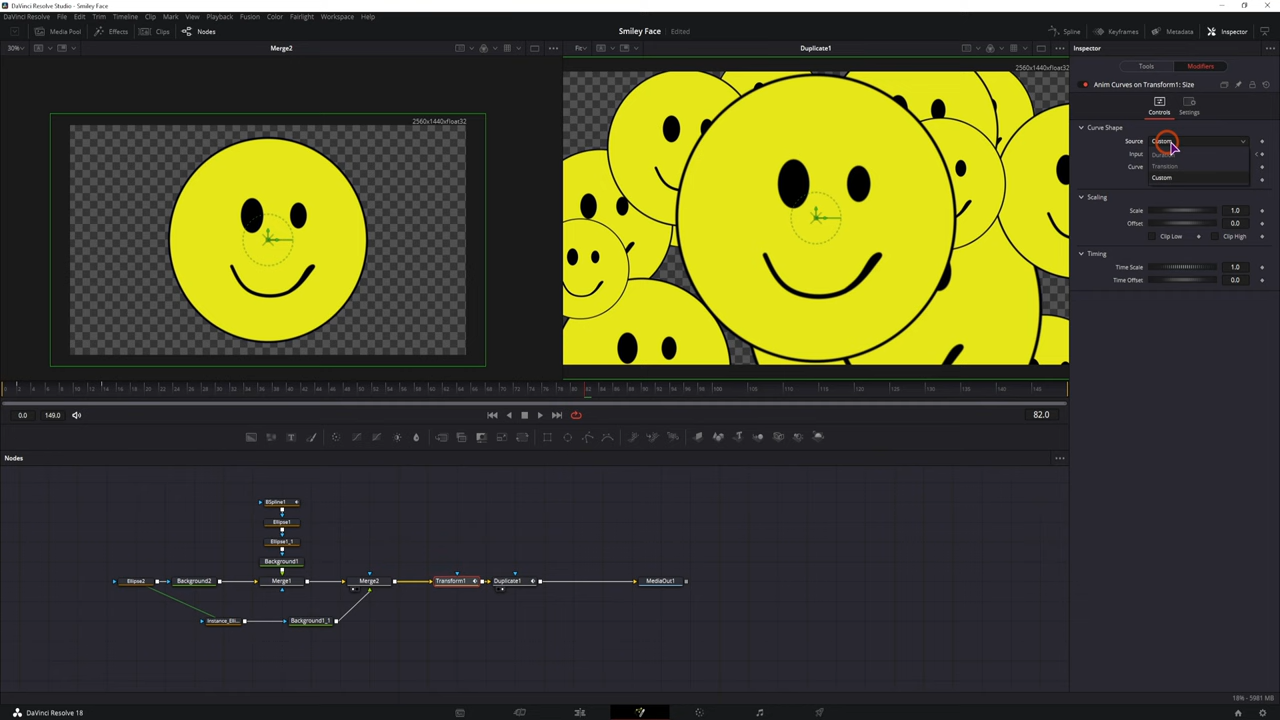 DaVinci Resolve Studio - Smiley Face
DaVinci Resolve File Edit Trim Timeline Clip Mark View Playback Fusion Color Fairlight Workspace Help
Media Pool Effects Clips Nodes Smiley Face Edited Spline Keyframes Metadata Inspector
30% Merge2 Fit Duplicate1 Inspector
2560x1440xfloat32 2560x1440xfloat32
Tools Modifiers
Anim Curves on Transform1: Size
Controls Settings
Curve Shape
Source Custom
Input Duration
Curve Transition
Custom
Scaling
Scale 1.0
Offset 0.0
Clip Low Clip High
Timing
Time Scale 1.0
Time Offset 0.0
0.0 149.0 82.0
Nodes
BSpline1
Ellipse1
Ellipse1_1
Background1
Ellipse2 Background2 Merge1 Merge2 Transform1 Duplicate1 MediaOut1
Instance_Elli... Background1_1
18% - 5981 MB
DaVinci Resolve 18